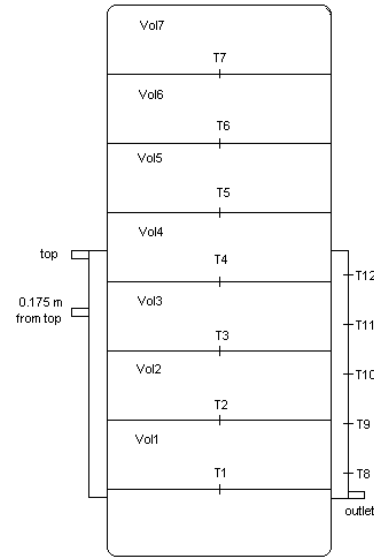 Vol7
T7
Vol6
T6
Vol5
T5
Vol4
top
T4
T12
Vol3
0.175 m
from top
T11
T3
Vol2
T10
T2
T9
Vol1
T1
T8
outlet